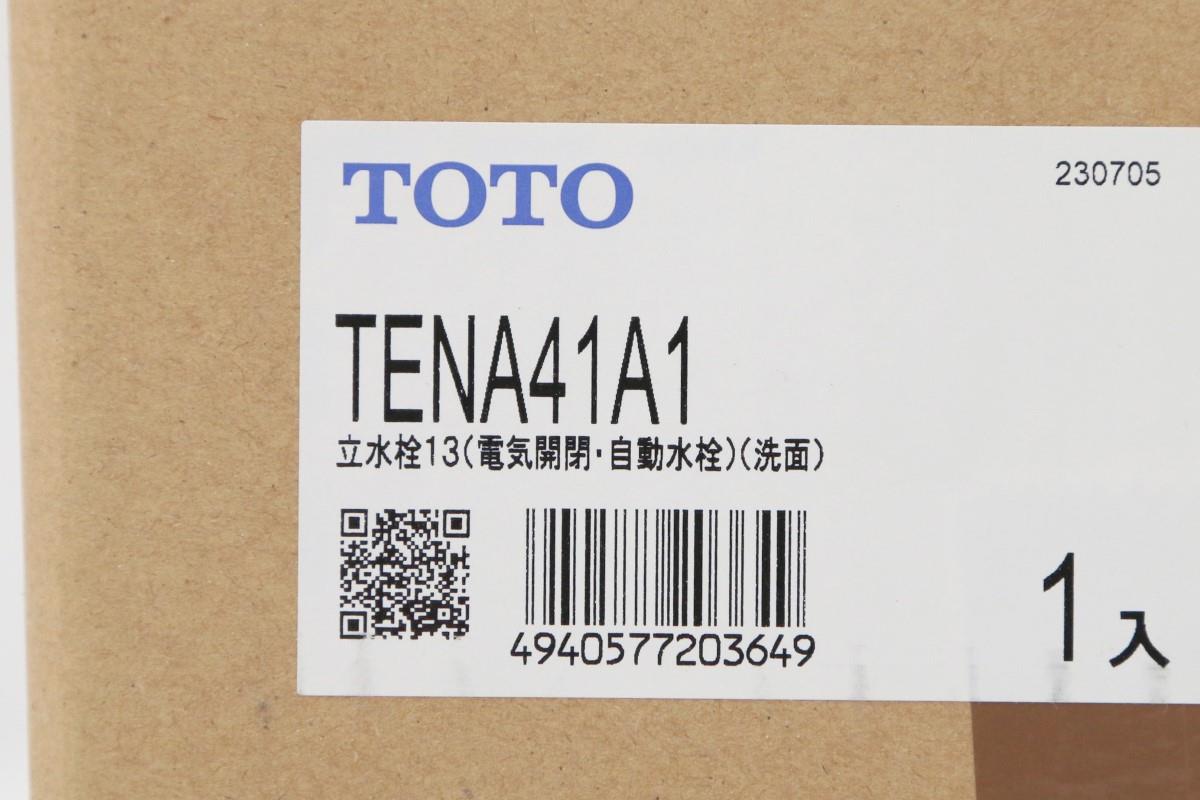 TOTO
230705
TENA41A1
立水栓13(電気開閉・自動水栓)(洗面)
4940577203649
1入